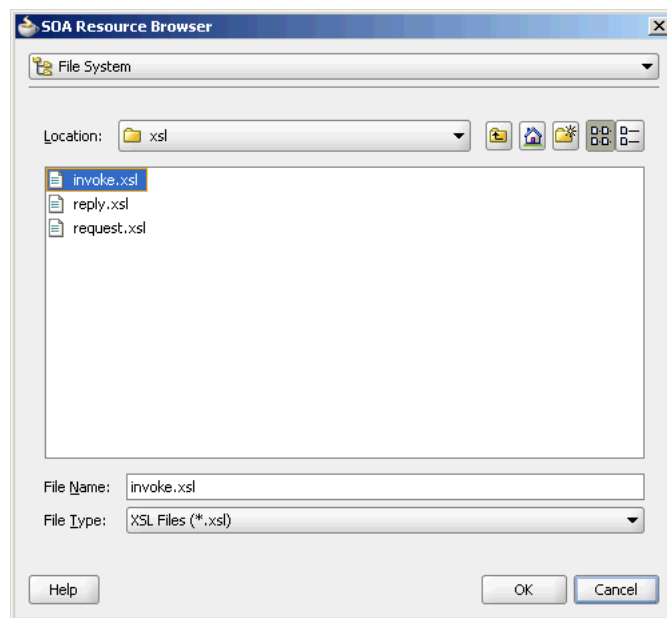 SOA Resource Browser
File System
Location: xsl
invoke.xsl
reply.xsl
request.xsl
File Name: invoke.xsl
File Type: XSL Files (*.xsl)
Help OK Cancel